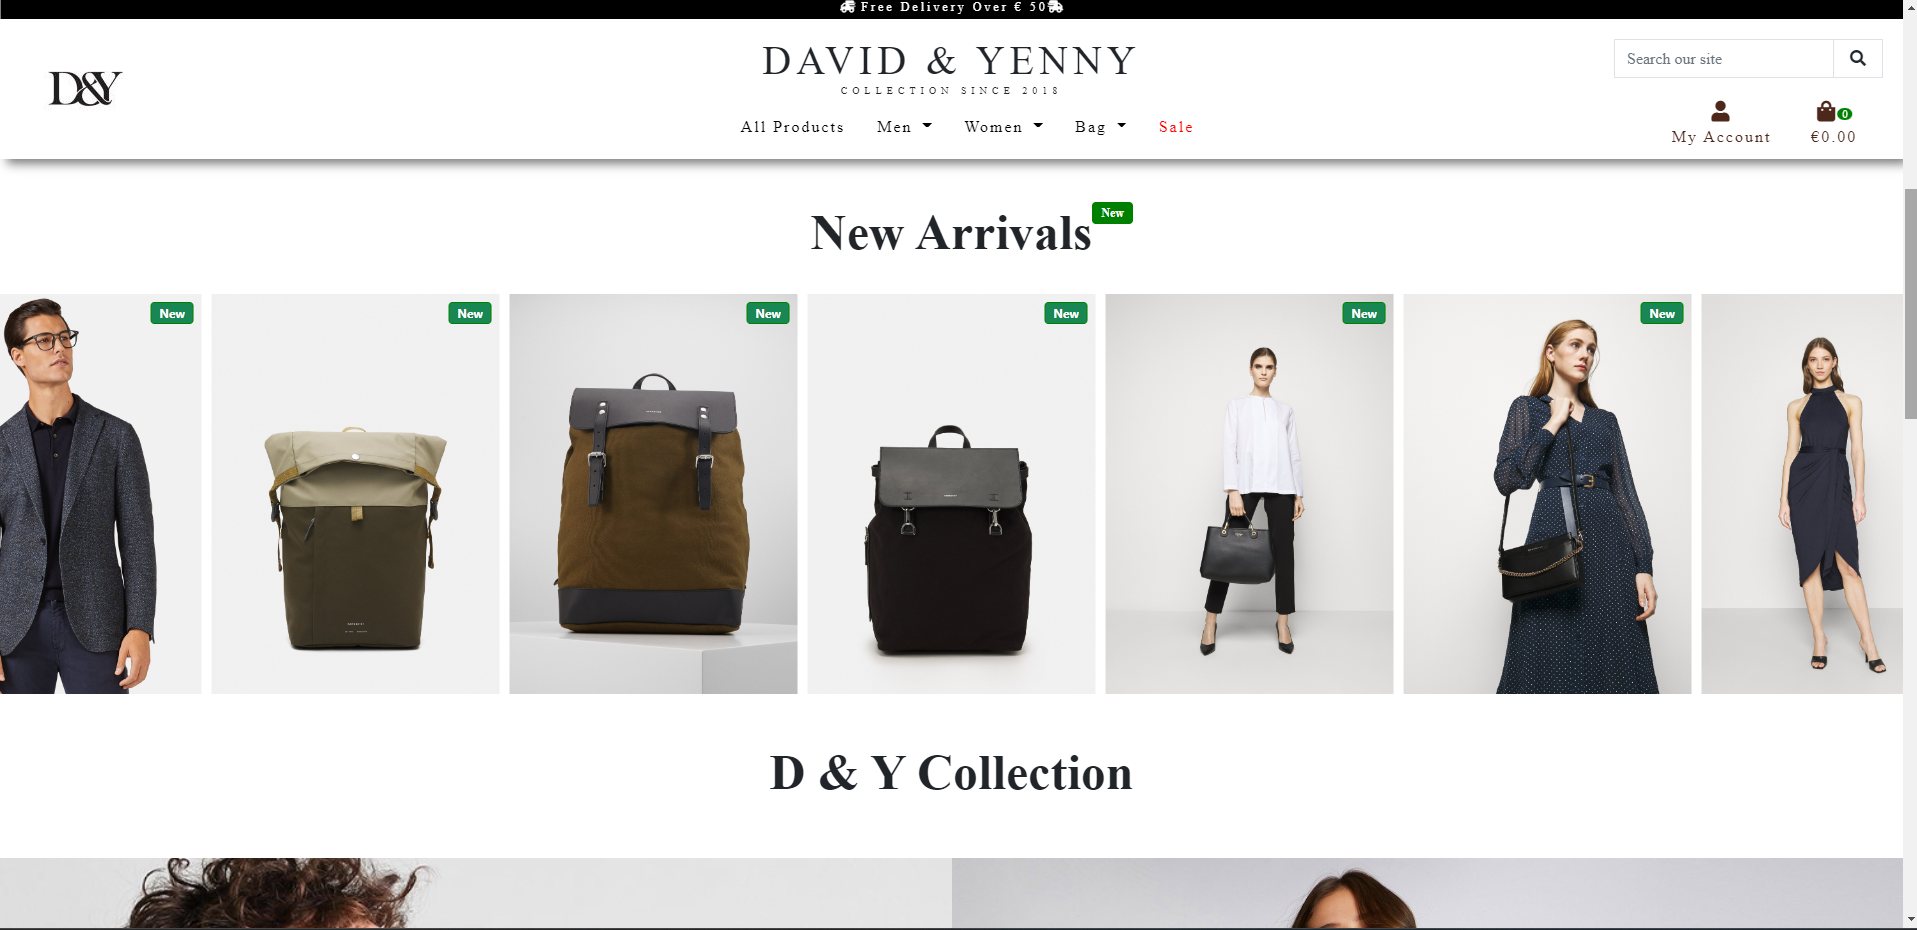 Free Delivery Over € 50
DAVID & YENNY
COLLECTION SINCE 2018
D&Y
Search our site
All Products Men Women Bag Sale
My Account
0
€0.00
New Arrivals New
New New New New New New
D & Y Collection